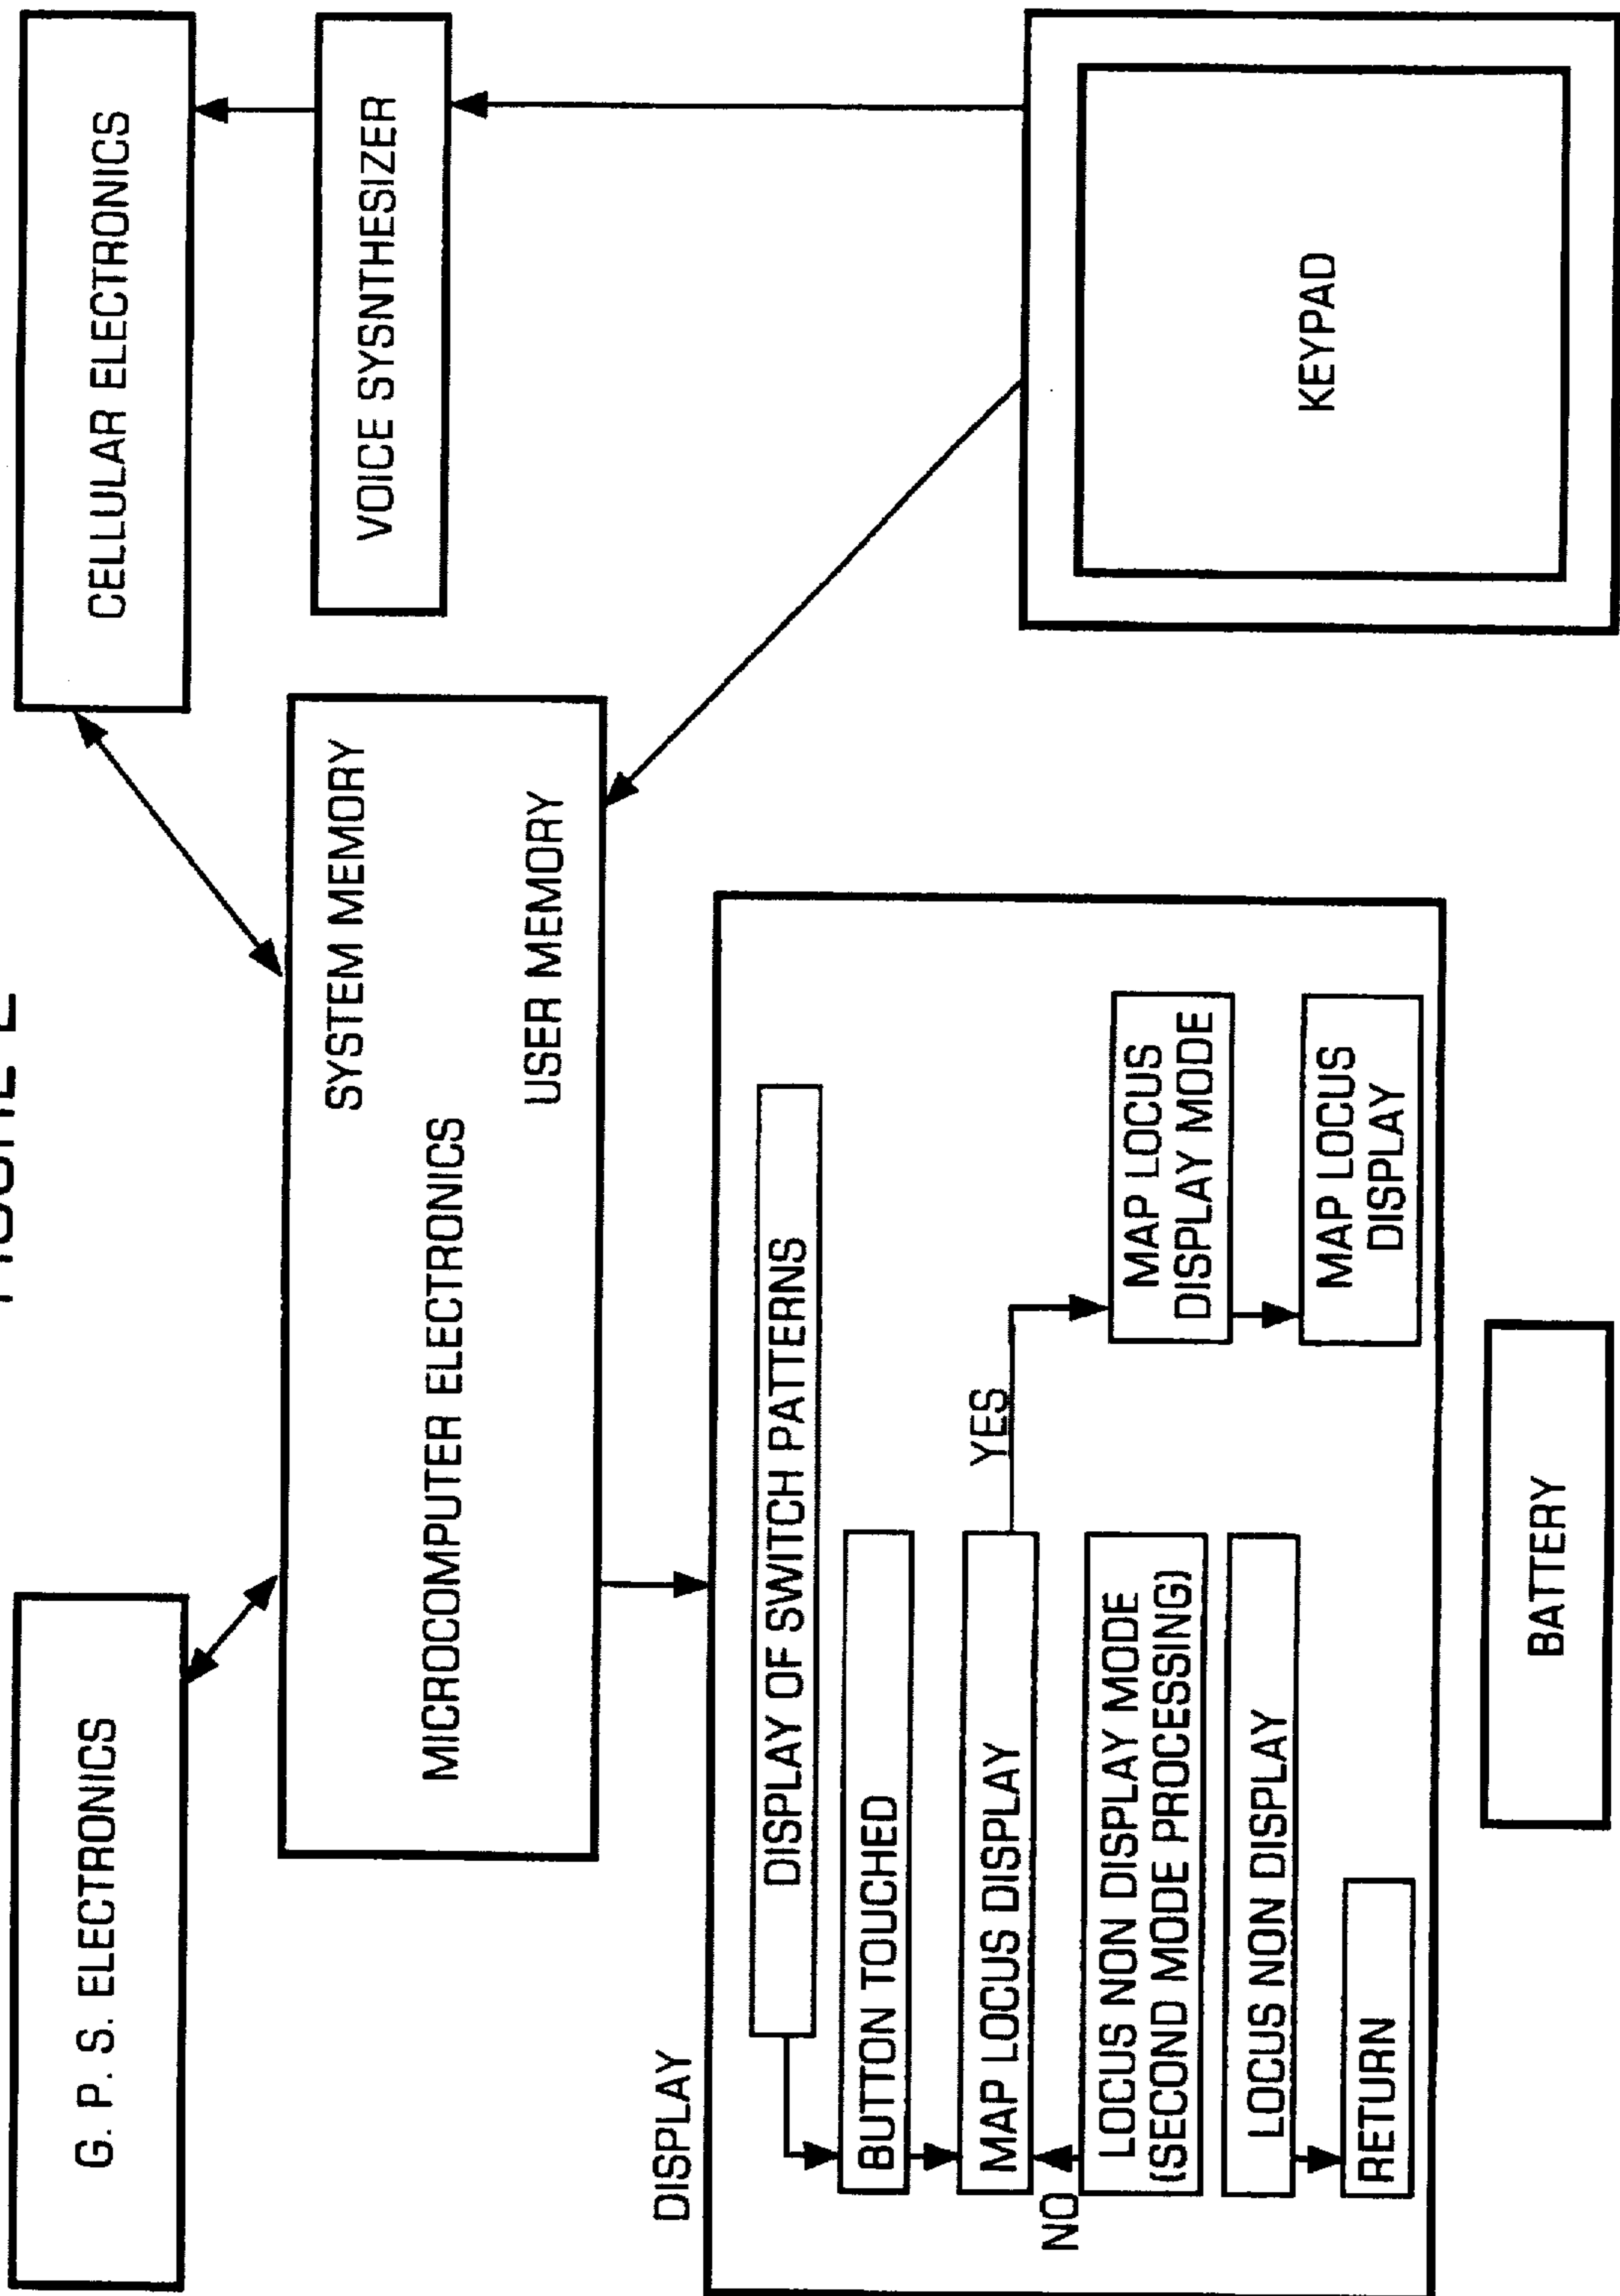 FIGURE 2
G. P. S. ELECTRONICS
CELLULAR ELECTRONICS
SYSTEM MEMORY
MICROCOMPUTER ELECTRONICS
USER MEMORY
VOICE SYSNTHESIZER
DISPLAY
DISPLAY OF SWITCH PATTERNS
BUTTON TOUCHED
MAP LOCUS DISPLAY
YES
NO
LOCUS NON DISPLAY MODE
(SECOND MODE PROCESSING)
LOCUS NON DISPLAY
RETURN
MAP LOCUS
DISPLAY MODE
MAP LOCUS
DISPLAY
KEYPAD
BATTERY